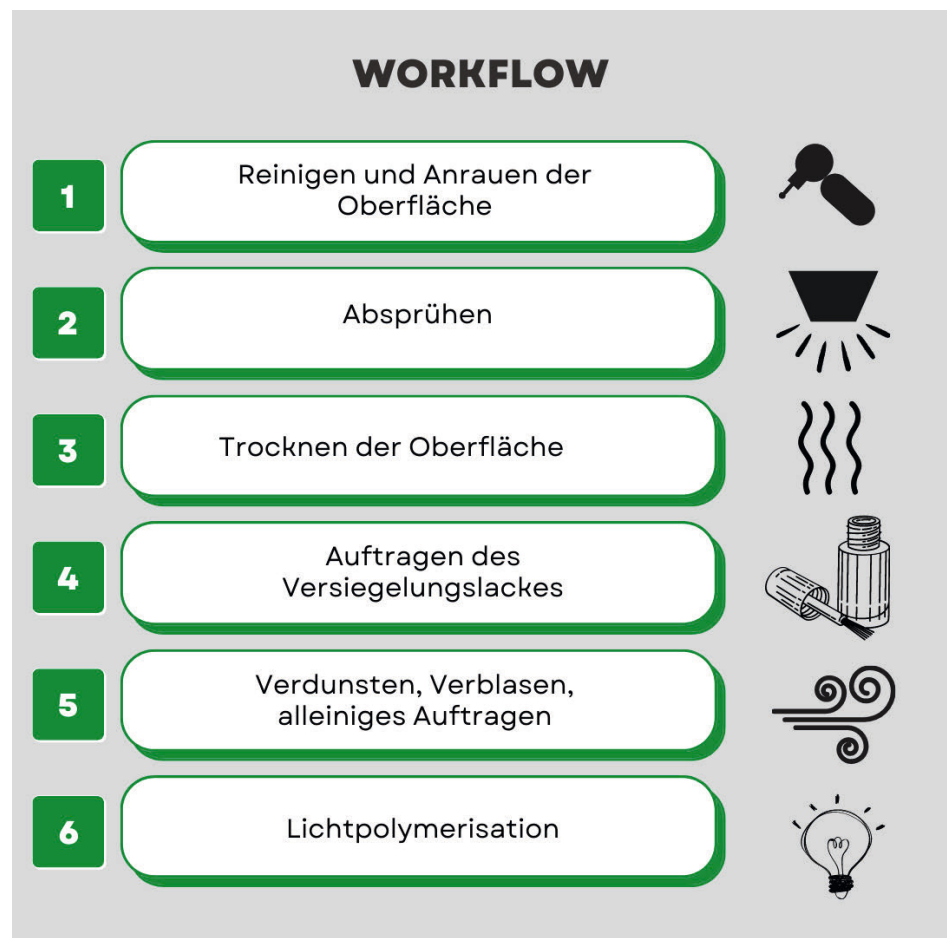 WORKFLOW
1
Reinigen und Anrauen der
Oberfläche
2
Absprühen
3
Trocknen der Oberfläche
4
Auftragen des
Versiegelungslackes
5
Verdunsten, Verblasen,
alleiniges Auftragen
6
Lichtpolymerisation